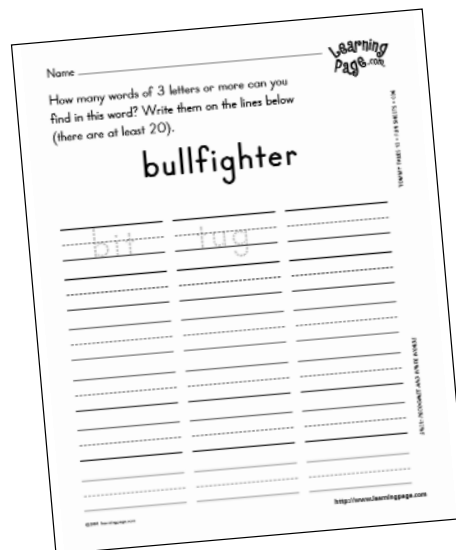 Name
Learning
Page.com
How many words of 3 letters or more can you
find in this word? Write them on the lines below
(there are at least 20).
bullfighter
bit tug
http://www.learningpage.com